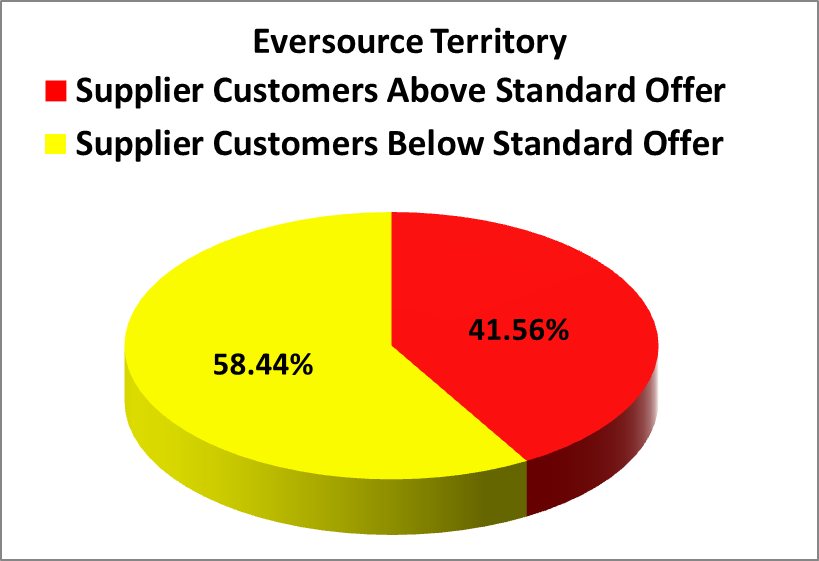 Eversource Territory
Supplier Customers Above Standard Offer
Supplier Customers Below Standard Offer
41.56%
58.44%